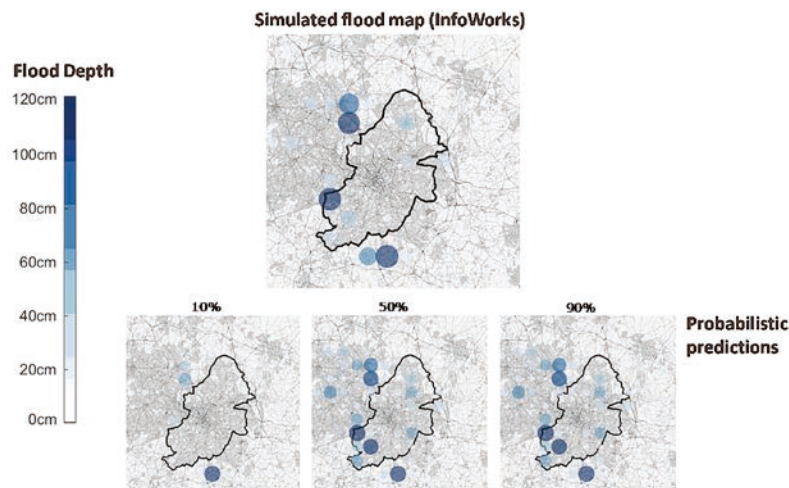 Simulated flood map (InfoWorks)
Flood Depth
120cm
100cm
80cm
60cm
40cm
20cm
0cm
10%
50%
90%
Probabilistic
predictions